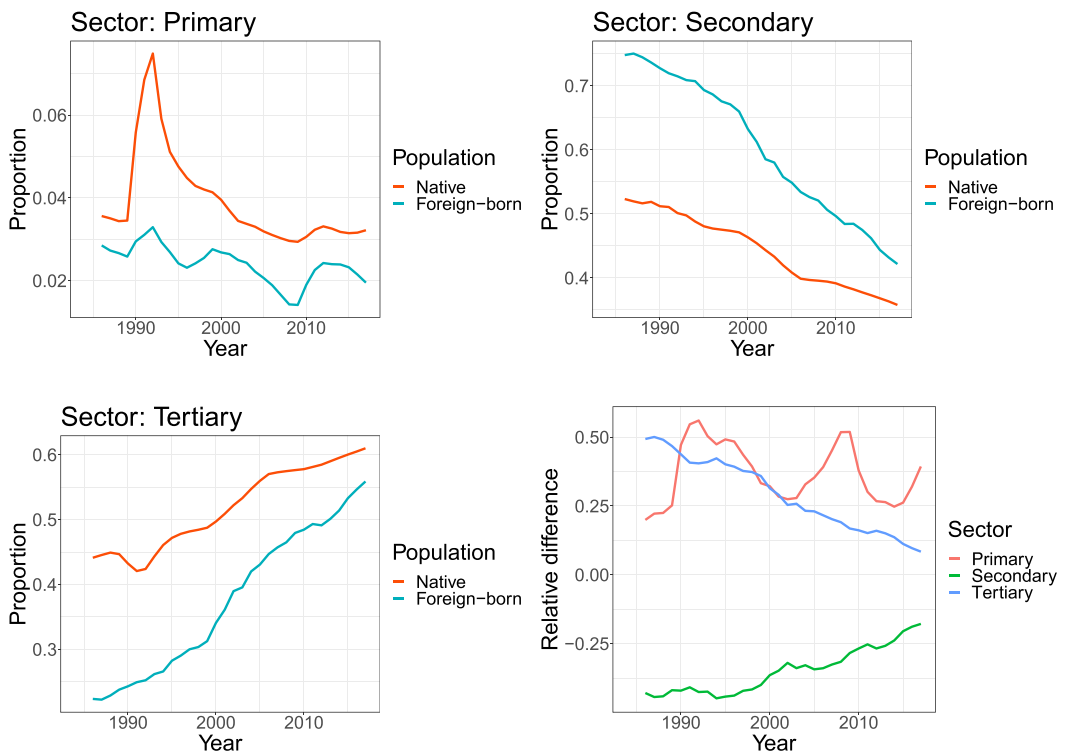 Sector: Primary
Proportion
0.06
0.04
0.02
1990
2000
2010
Year
Population
Native
Foreign−born
Sector: Secondary
Proportion
0.7
0.6
0.5
0.4
1990
2000
2010
Year
Population
Native
Foreign−born
Sector: Tertiary
Proportion
0.6
0.5
0.4
0.3
1990
2000
2010
Year
Population
Native
Foreign−born
Relative difference
0.50
0.25
0.00
−0.25
1990
2000
2010
Year
Sector
Primary
Secondary
Tertiary